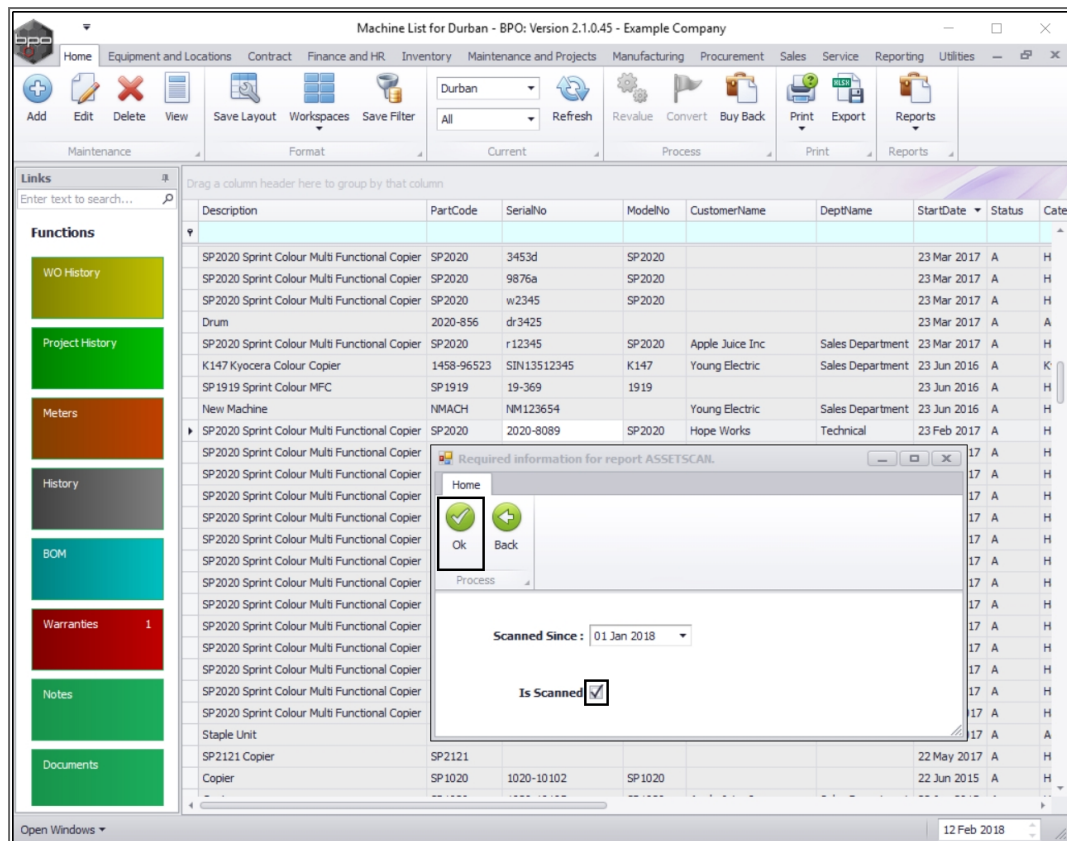 Machine List for Durban - BPO: Version 2.1.0.45 - Example Company
bpo
Home Equipment and Locations Contract Finance and HR Inventory Maintenance and Projects Manufacturing Procurement Sales Service Reporting Utilities
Add Edit Delete View Save Layout Workspaces Save Filter Durban All Refresh Revalue Convert Buy Back Print Export Reports
Maintenance Format Current Process Print Reports
Links
Enter text to search...
Functions
WO History
Project History
Meters
History
BOM
Warranties 1
Notes
Documents
Drag a column header here to group by that column
Description PartCode SerialNo ModelNo CustomerName DeptName StartDate Status Cate
SP2020 Sprint Colour Multi Functional Copier SP2020 3453d SP2020 23 Mar 2017 A H
SP2020 Sprint Colour Multi Functional Copier SP2020 9876a SP2020 23 Mar 2017 A H
SP2020 Sprint Colour Multi Functional Copier SP2020 w2345 SP2020 23 Mar 2017 A H
Drum 2020-856 dr3425 23 Mar 2017 A A
SP2020 Sprint Colour Multi Functional Copier SP2020 r12345 SP2020 Apple Juice Inc Sales Department 23 Mar 2017 A H
K147 Kyocera Colour Copier 1458-96523 SIN13512345 K147 Young Electric Sales Department 23 Jun 2016 A K
SP1919 Sprint Colour MFC SP1919 19-369 1919 23 Jun 2016 A H
New Machine NMACH NM123654 Young Electric Sales Department 23 Jun 2016 A H
SP2020 Sprint Colour Multi Functional Copier SP2020 2020-8089 SP2020 Hope Works Technical 23 Feb 2017 A H
SP2020 Sprint Colour Multi Functional Copier 17 A H
SP2020 Sprint Colour Multi Functional Copier 17 A H
SP2020 Sprint Colour Multi Functional Copier 17 A H
SP2020 Sprint Colour Multi Functional Copier 17 A H
SP2020 Sprint Colour Multi Functional Copier 17 A H
SP2020 Sprint Colour Multi Functional Copier 17 A H
SP2020 Sprint Colour Multi Functional Copier 17 A H
SP2020 Sprint Colour Multi Functional Copier 17 A H
SP2020 Sprint Colour Multi Functional Copier 17 A H
SP2020 Sprint Colour Multi Functional Copier 17 A H
SP2020 Sprint Colour Multi Functional Copier 17 A H
SP2020 Sprint Colour Multi Functional Copier 17 A H
SP2020 Sprint Colour Multi Functional Copier 17 A H
Staple Unit 17 A A
SP2121 Copier SP2121 22 May 2017 A H
Copier SP1020 1020-10102 SP1020 22 Jun 2015 A H
Required information for report ASSETSCAN.
Home
Ok Back
Process
Scanned Since : 01 Jan 2018
Is Scanned
Open Windows
12 Feb 2018